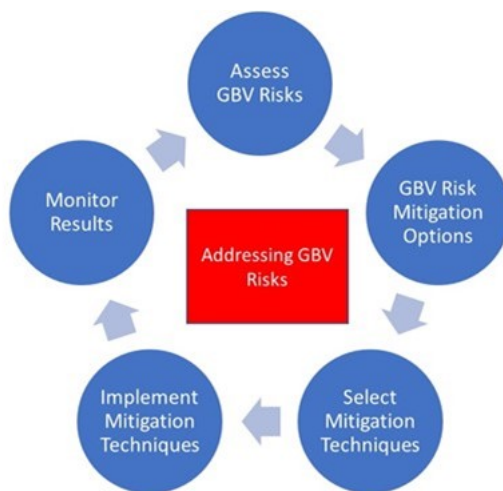 Assess
GBV Risks
GBV Risk
Mitigation
Options
Select
Mitigation
Techniques
Implement
Mitigation
Techniques
Monitor
Results
Addressing GBV
Risks